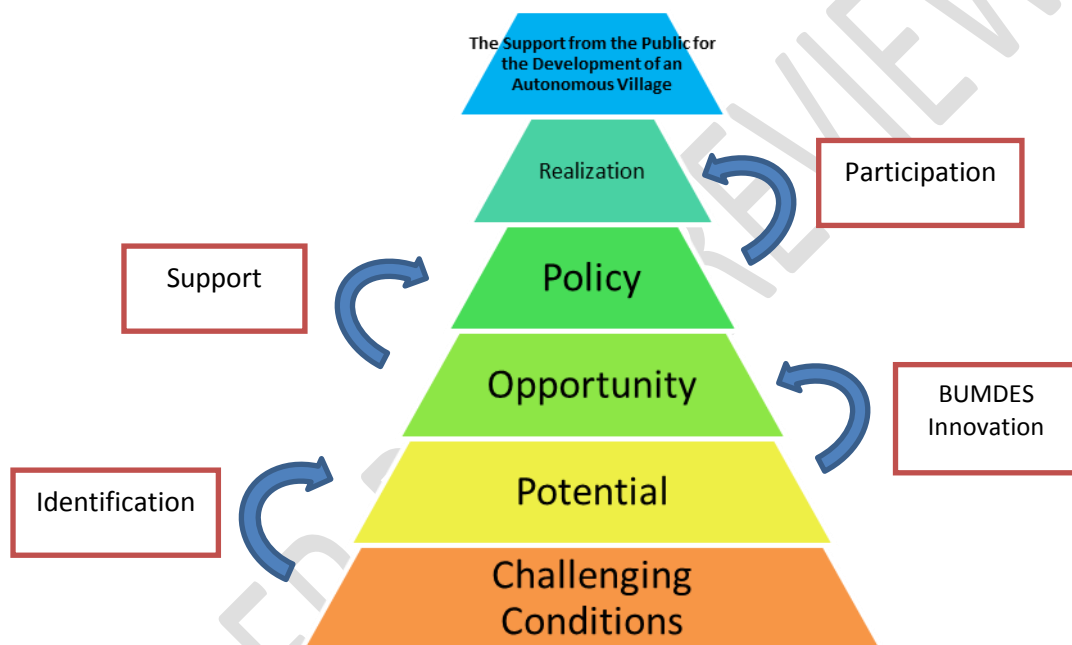 The Support from the Public for
the Development of an
Autonomous Village
Realization
Participation
Support
Policy
Opportunity
BUMDES
Innovation
Identification
Potential
Challenging
Conditions